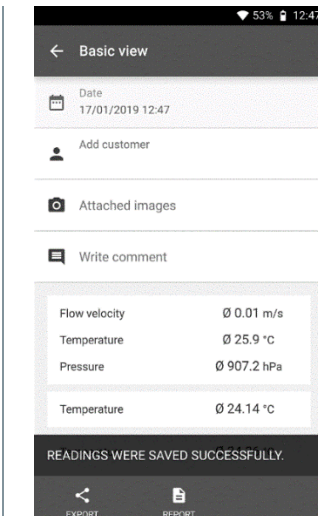 53% 12:47
Basic view
Date
17/01/2019 12:47
Add customer
Attached images
Write comment
Flow velocity Ø 0.01 m/s
Temperature Ø 25.9 °C
Pressure Ø 907.2 hPa
Temperature Ø 24.14 °C
READINGS WERE SAVED SUCCESSFULLY.
EXPORT REPORT